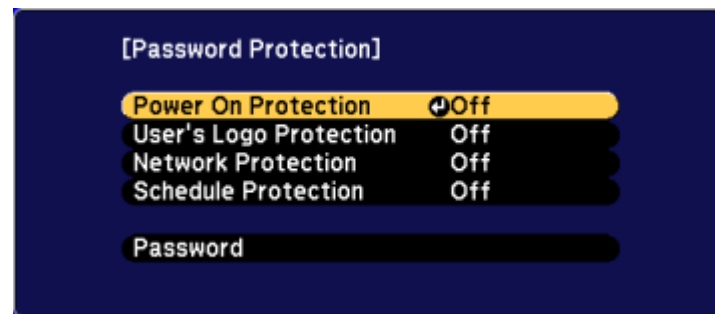 [Password Protection]
Power On Protection Off
User's Logo Protection Off
Network Protection Off
Schedule Protection Off
Password